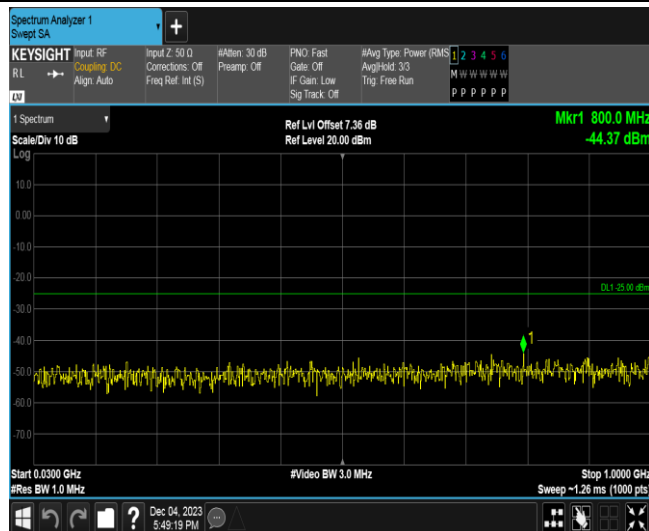 Spectrum Analyzer 1
Swept SA
KEYSIGHT
RL
Input: RF
Coupling: DC
Align: Auto
Input Z: 50 Ω
Corrections: Off
Freq Ref: Int (S)
#Atten: 30 dB
Preamp: Off
PNO: Fast
Gate: Off
IF Gain: Low
Sig Track: Off
#Avg Type: Power (RMS
Avg|Hold: 3/3
Trig: Free Run
1 2 3 4 5 6
M W W W W W
P P P P P P
1 Spectrum
Scale/Div 10 dB
Log
Ref Lvl Offset 7.36 dB
Ref Level 20.00 dBm
Mkr1 800.0 MHz
-44.37 dBm
10.0
0.00
-10.0
-20.0
DL1 -25.00 dBm
-30.0
-40.0
1
-50.0
-60.0
-70.0
Start 0.0300 GHz
#Res BW 1.0 MHz
#Video BW 3.0 MHz
Stop 1.0000 GHz
Sweep ~1.26 ms (1000 pts)
?
Dec 04, 2023
5:49:19 PM